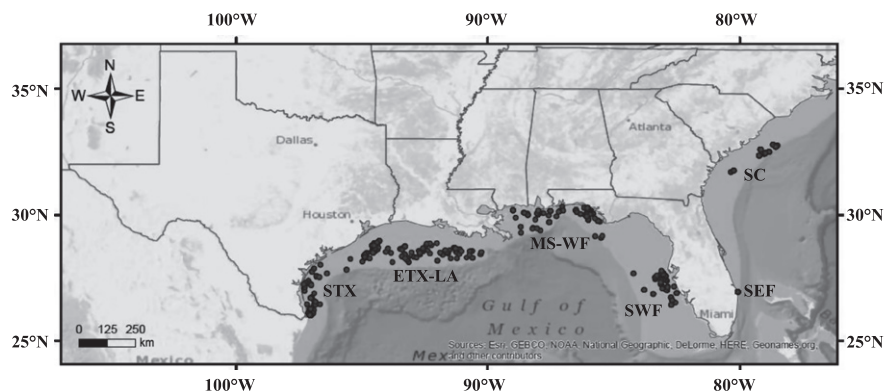 100°W 90°W 80°W
N
W E
S
35°N 35°N
Dallas
Atlanta
SC
30°N 30°N
Houston
MS-WF
ETX-LA
STX
SEF
SWF
Gulf of
Mexico
Miami
0 125 250
km
25°N 25°N
Mexico
Mex
Sources: Esri, GEBCO, NOAA, National Geographic, DeLorme, HERE, Geonames.org,
and other contributors
100°W 90°W 80°W